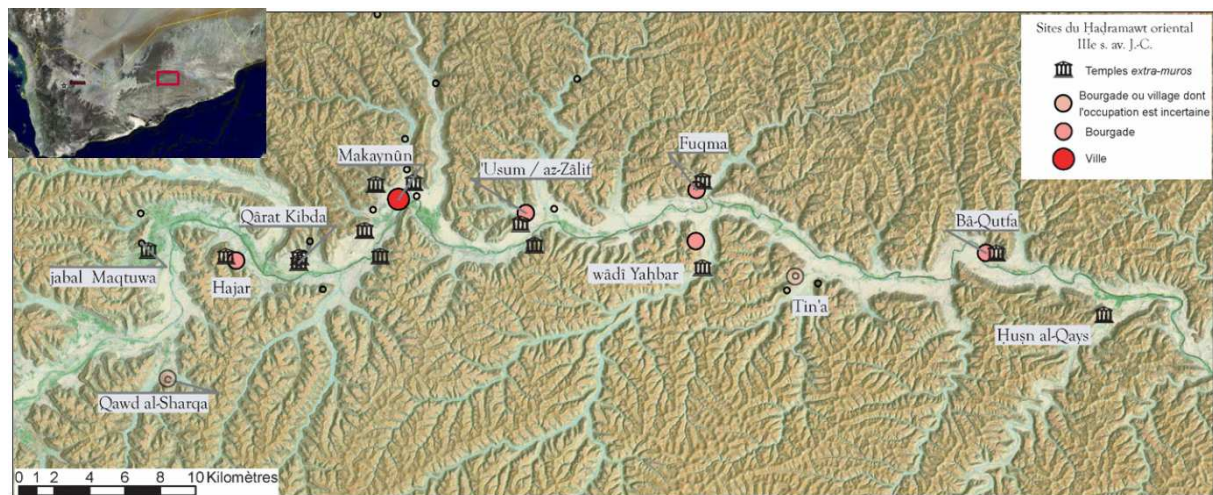 Sites du Ḥaḍramawt oriental
IIIe s. av. J.-C.
Temples extra-muros
Bourgade ou village dont
l'occupation est incertaine
Bourgade
Ville
Makaynûn
'Usum / az-Zâlif
Fuqma
Qârat Kibda
Bâ-Qutfa
jabal Maqtuwa
Hajar
wâdî Yaḥbar
Tin'a
Ḥuṣn al-Qays
Qawd al-Sharqa
0 1 2 4 6 8 10 Kilomètres